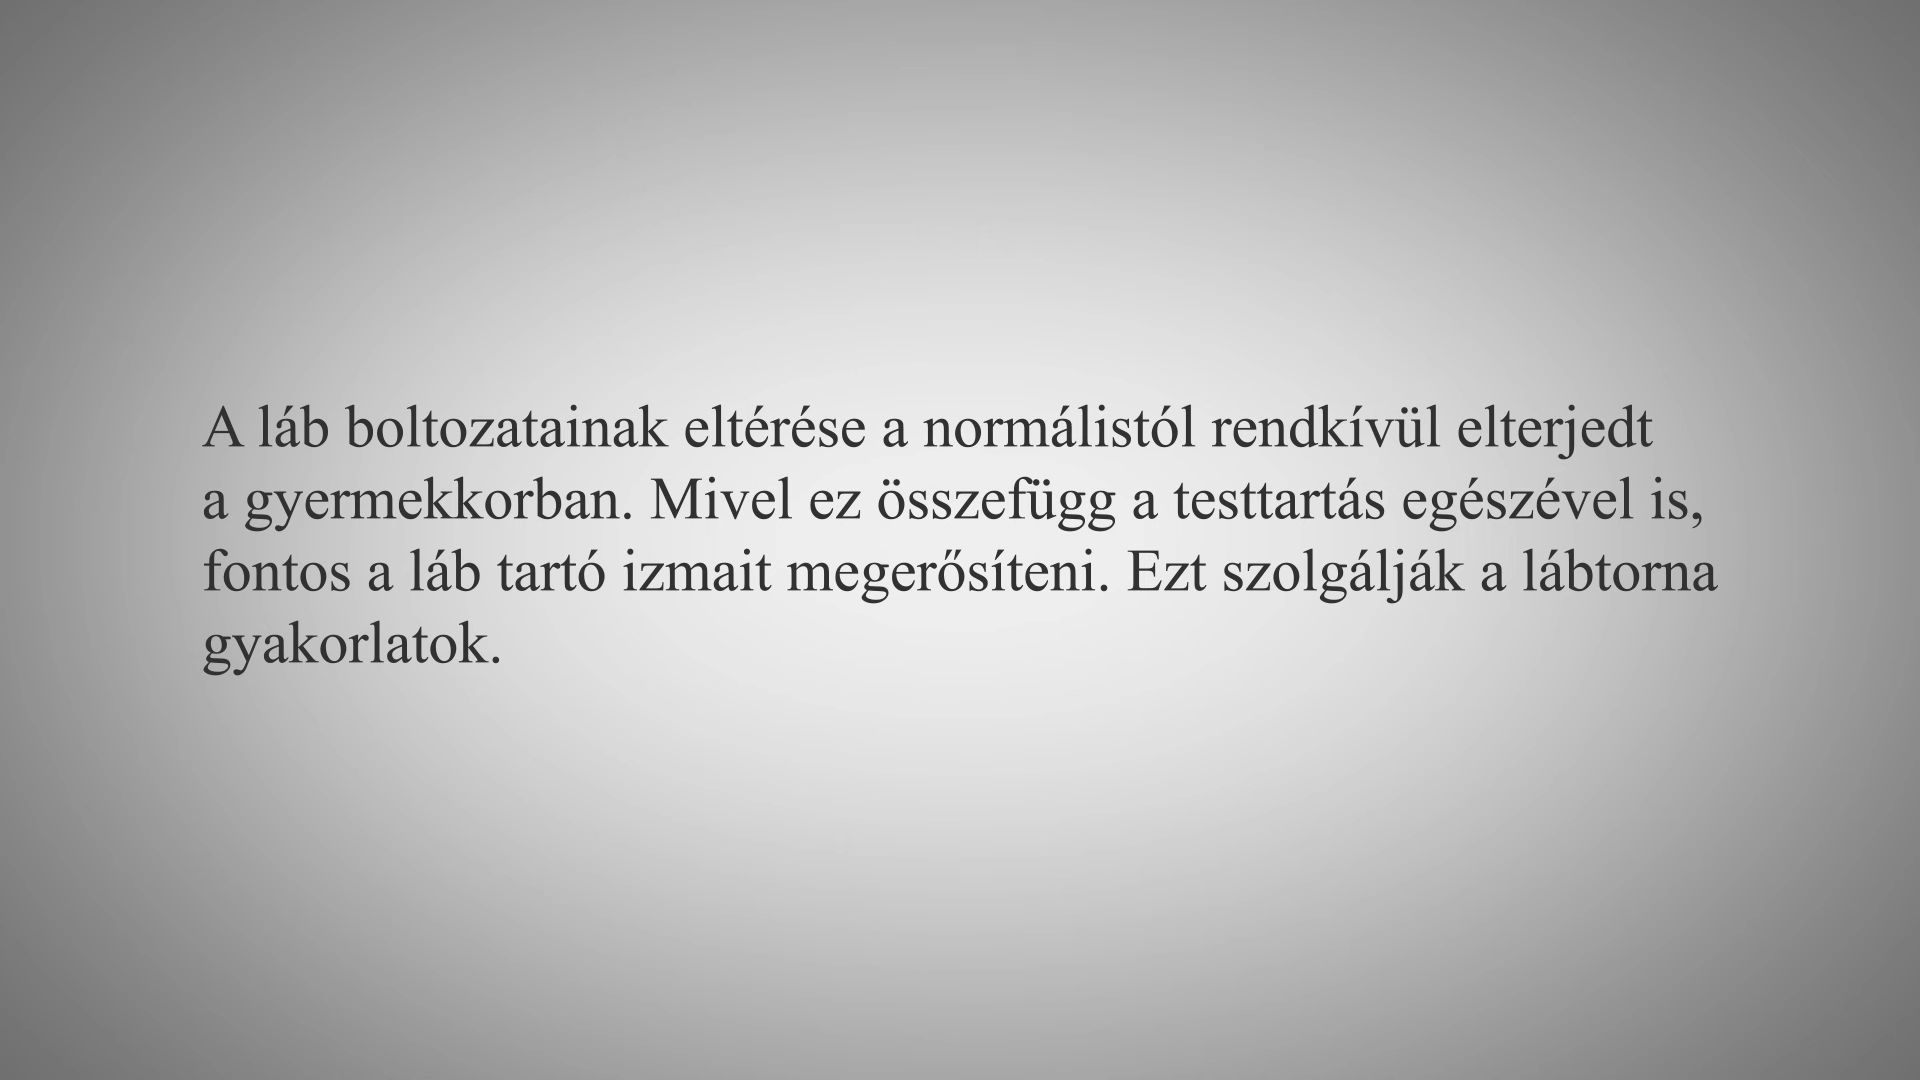 A láb boltozatainak eltérése a normálistól rendkívül elterjedt
a gyermekkorban. Mivel ez összefügg a testtartás egészével is,
fontos a láb tartó izmait megerősíteni. Ezt szolgálják a lábtorna
gyakorlatok.